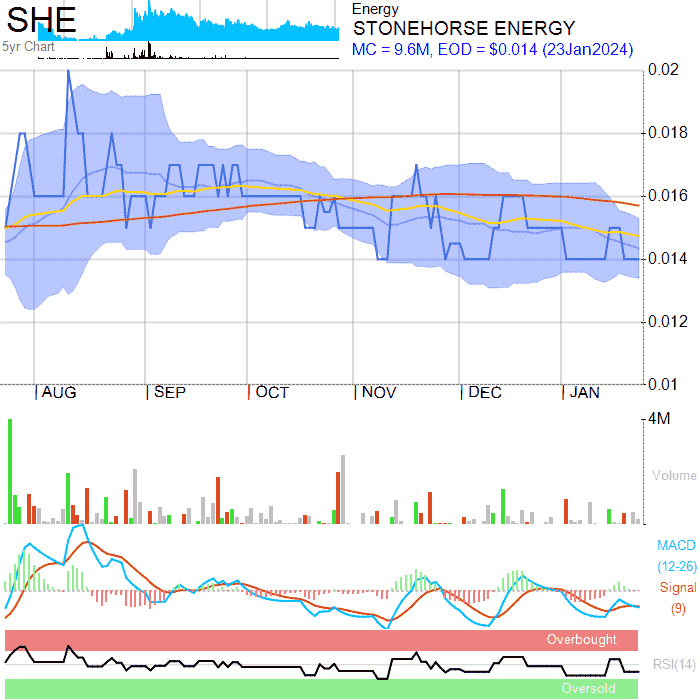 SHE
5yr Chart
Energy
STONEHORSE ENERGY
MC = 9.6M, EOD = $0.014 (23Jan2024)
0.02
0.018
0.016
0.014
0.012
0.01
AUG SEP OCT NOV DEC JAN
4M
Volume
MACD
(12-26)
Signal
(9)
Overbought
RSI(14)
Oversold